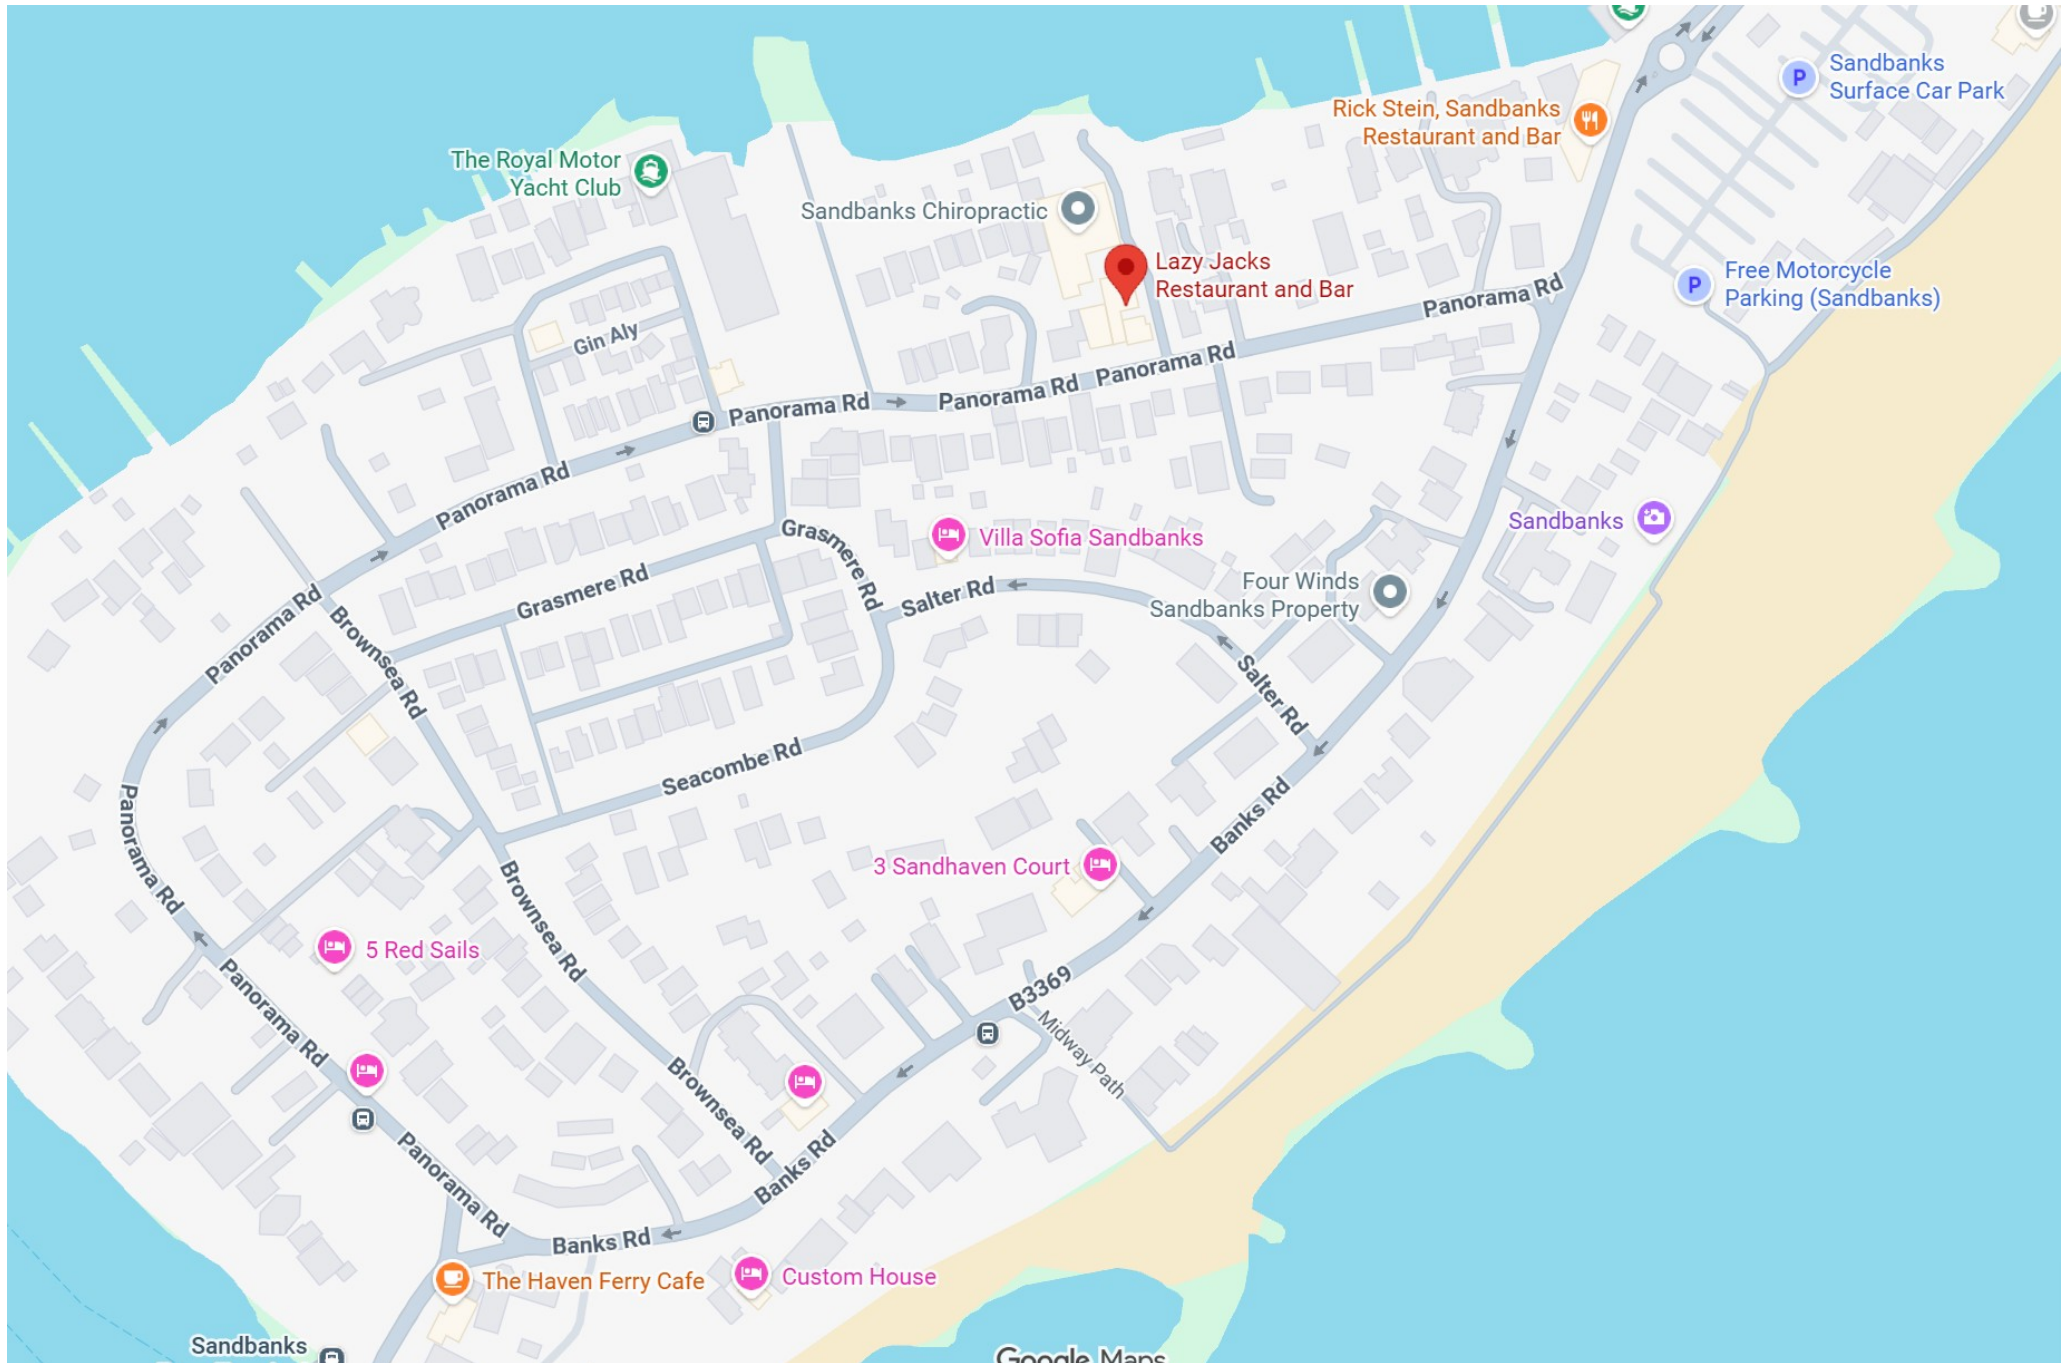 Sandbanks
Surface Car Park
P
Rick Stein, Sandbanks
Restaurant and Bar
The Royal Motor
Yacht Club
Sandbanks Chiropractic
Lazy Jacks
Restaurant and Bar
Free Motorcycle
Parking (Sandbanks)
P
Panorama Rd
Gin Aly
Panorama Rd
Panorama Rd
Panorama Rd
Panorama Rd
Grasmere Rd
Sandbanks
Villa Sofia Sandbanks
Grasmere Rd
Salter Rd
Four Winds
Sandbanks Property
Panorama Rd
Brownsea Rd
Salter Rd
Seacombe Rd
Panorama Rd
Banks Rd
3 Sandhaven Court
Brownsea Rd
5 Red Sails
Panorama Rd
B3369
Midway Path
Brownsea Rd
Panorama Rd
Banks Rd
Banks Rd
The Haven Ferry Cafe
Custom House
Sandbanks
Google Maps